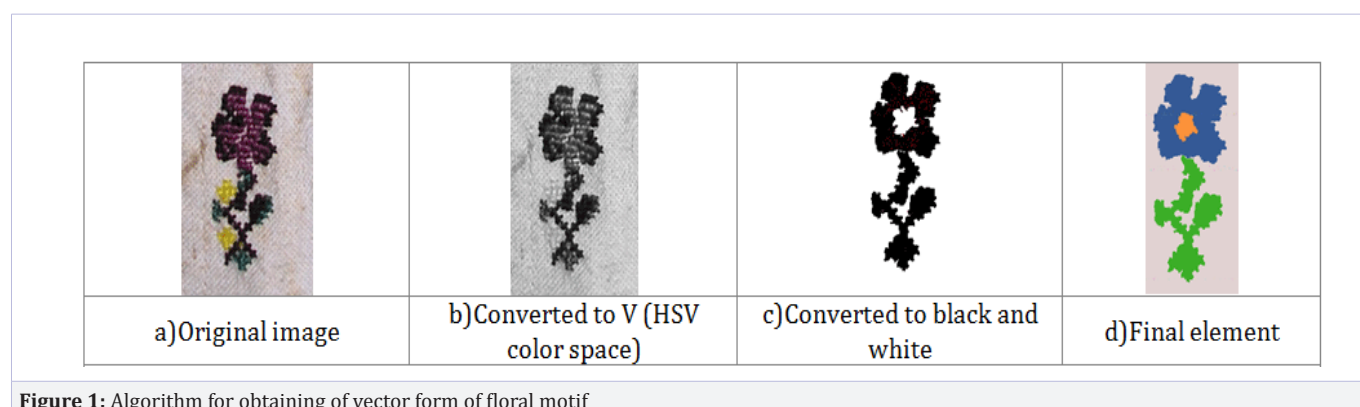 a)Original image
b)Converted to V (HSV
color space)
c)Converted to black and
white
d)Final element
Figure 1: Algorithm for obtaining of vector form of floral motif